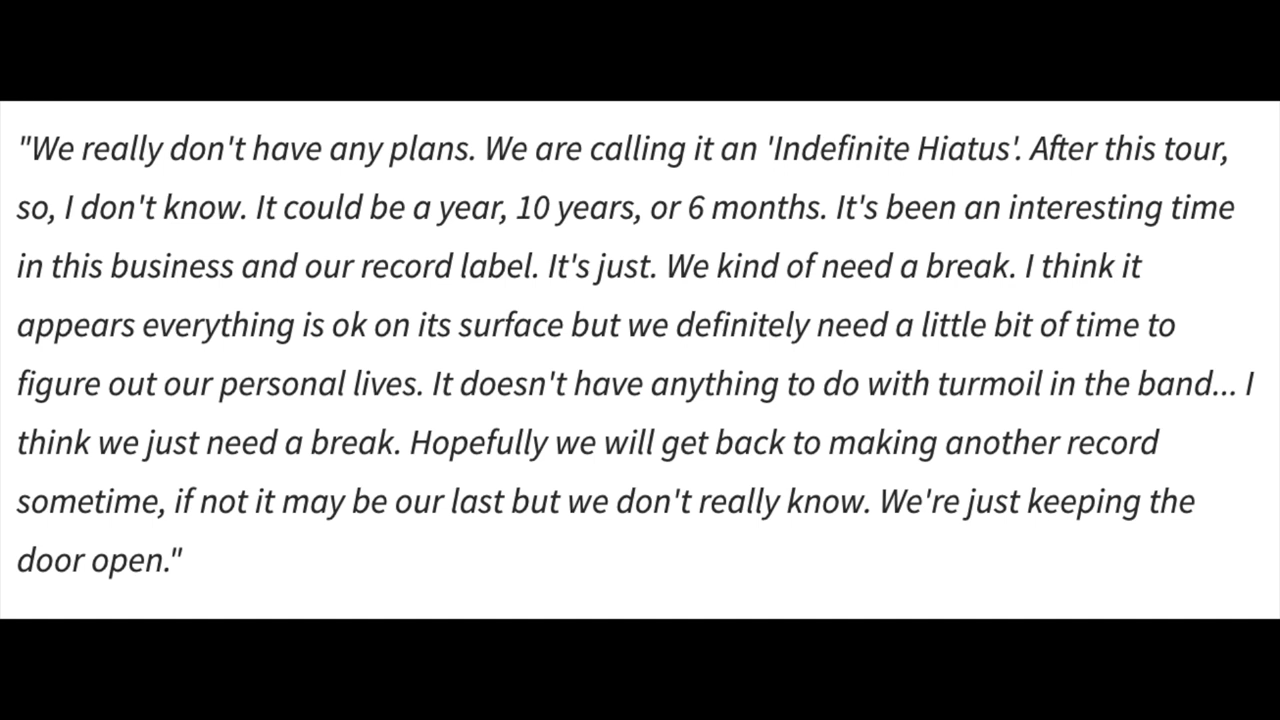 "We really don't have any plans. We are calling it an 'Indefinite Hiatus'. After this tour,
so, I don't know. It could be a year, 10 years, or 6 months. It's been an interesting time
in this business and our record label. It's just. We kind of need a break. I think it
appears everything is ok on its surface but we definitely need a little bit of time to
figure out our personal lives. It doesn't have anything to do with turmoil in the band... I
think we just need a break. Hopefully we will get back to making another record
sometime, if not it may be our last but we don't really know. We're just keeping the
door open."